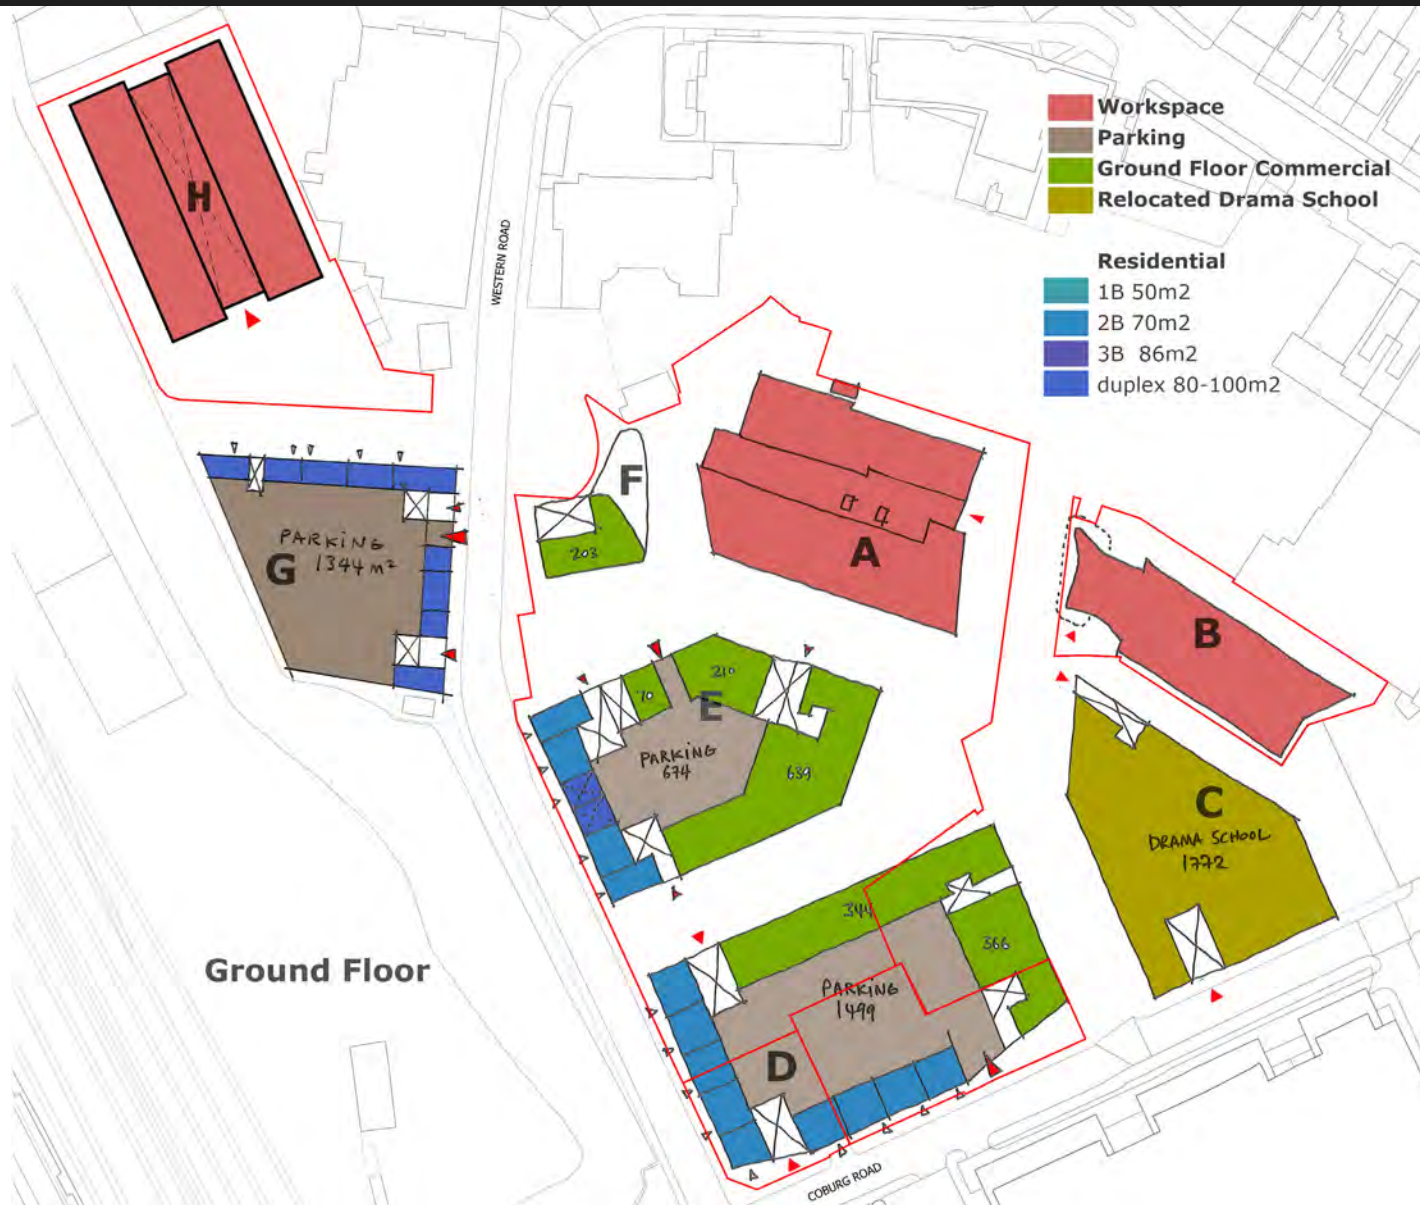 Workspace
Parking
Ground Floor Commercial
Relocated Drama School
Residential
1B 50m2
2B 70m2
3B 86m2
duplex 80-100m2
H
WESTERN ROAD
F
203
A
PARKING
1344 m²
G
B
70
210
E
PARKING
674
639
C
DRAMA SCHOOL
1772
344
366
Ground Floor
PARKING
1499
D
COBURG ROAD